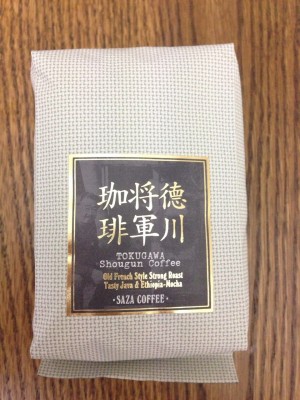 徳川
将軍
珈琲
TOKUGAWA
Shougun Coffee
Old French Style Strong Roast
Tasty Java & Ethiopia-Mocha
· SAZA COFFEE ·